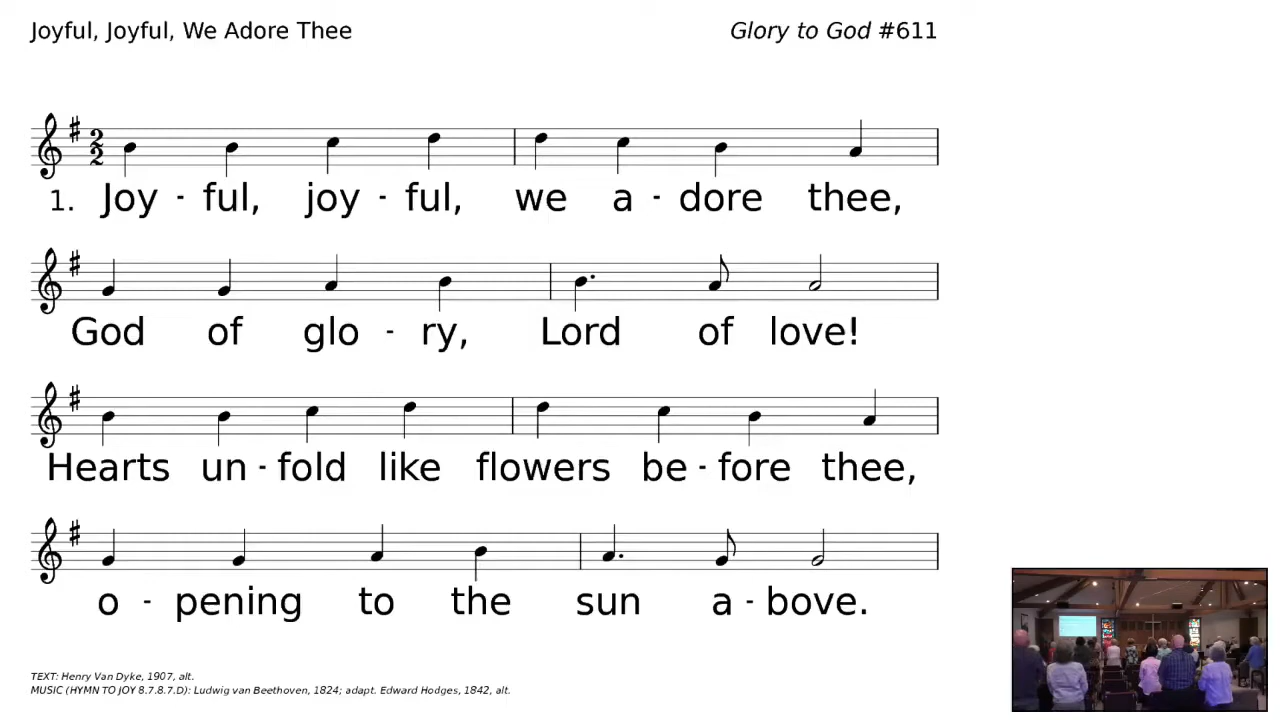 Joyful, Joyful, We Adore Thee
Glory to God #611
1. Joy - ful, joy - ful, we a - dore thee,
God of glo - ry, Lord of love!
Hearts un - fold like flowers be - fore thee,
o - pening to the sun a - bove.
TEXT: Henry Van Dyke, 1907, alt.
MUSIC (HYMN TO JOY 8.7.8.7.D): Ludwig van Beethoven, 1824; adapt. Edward Hodges, 1842, alt.